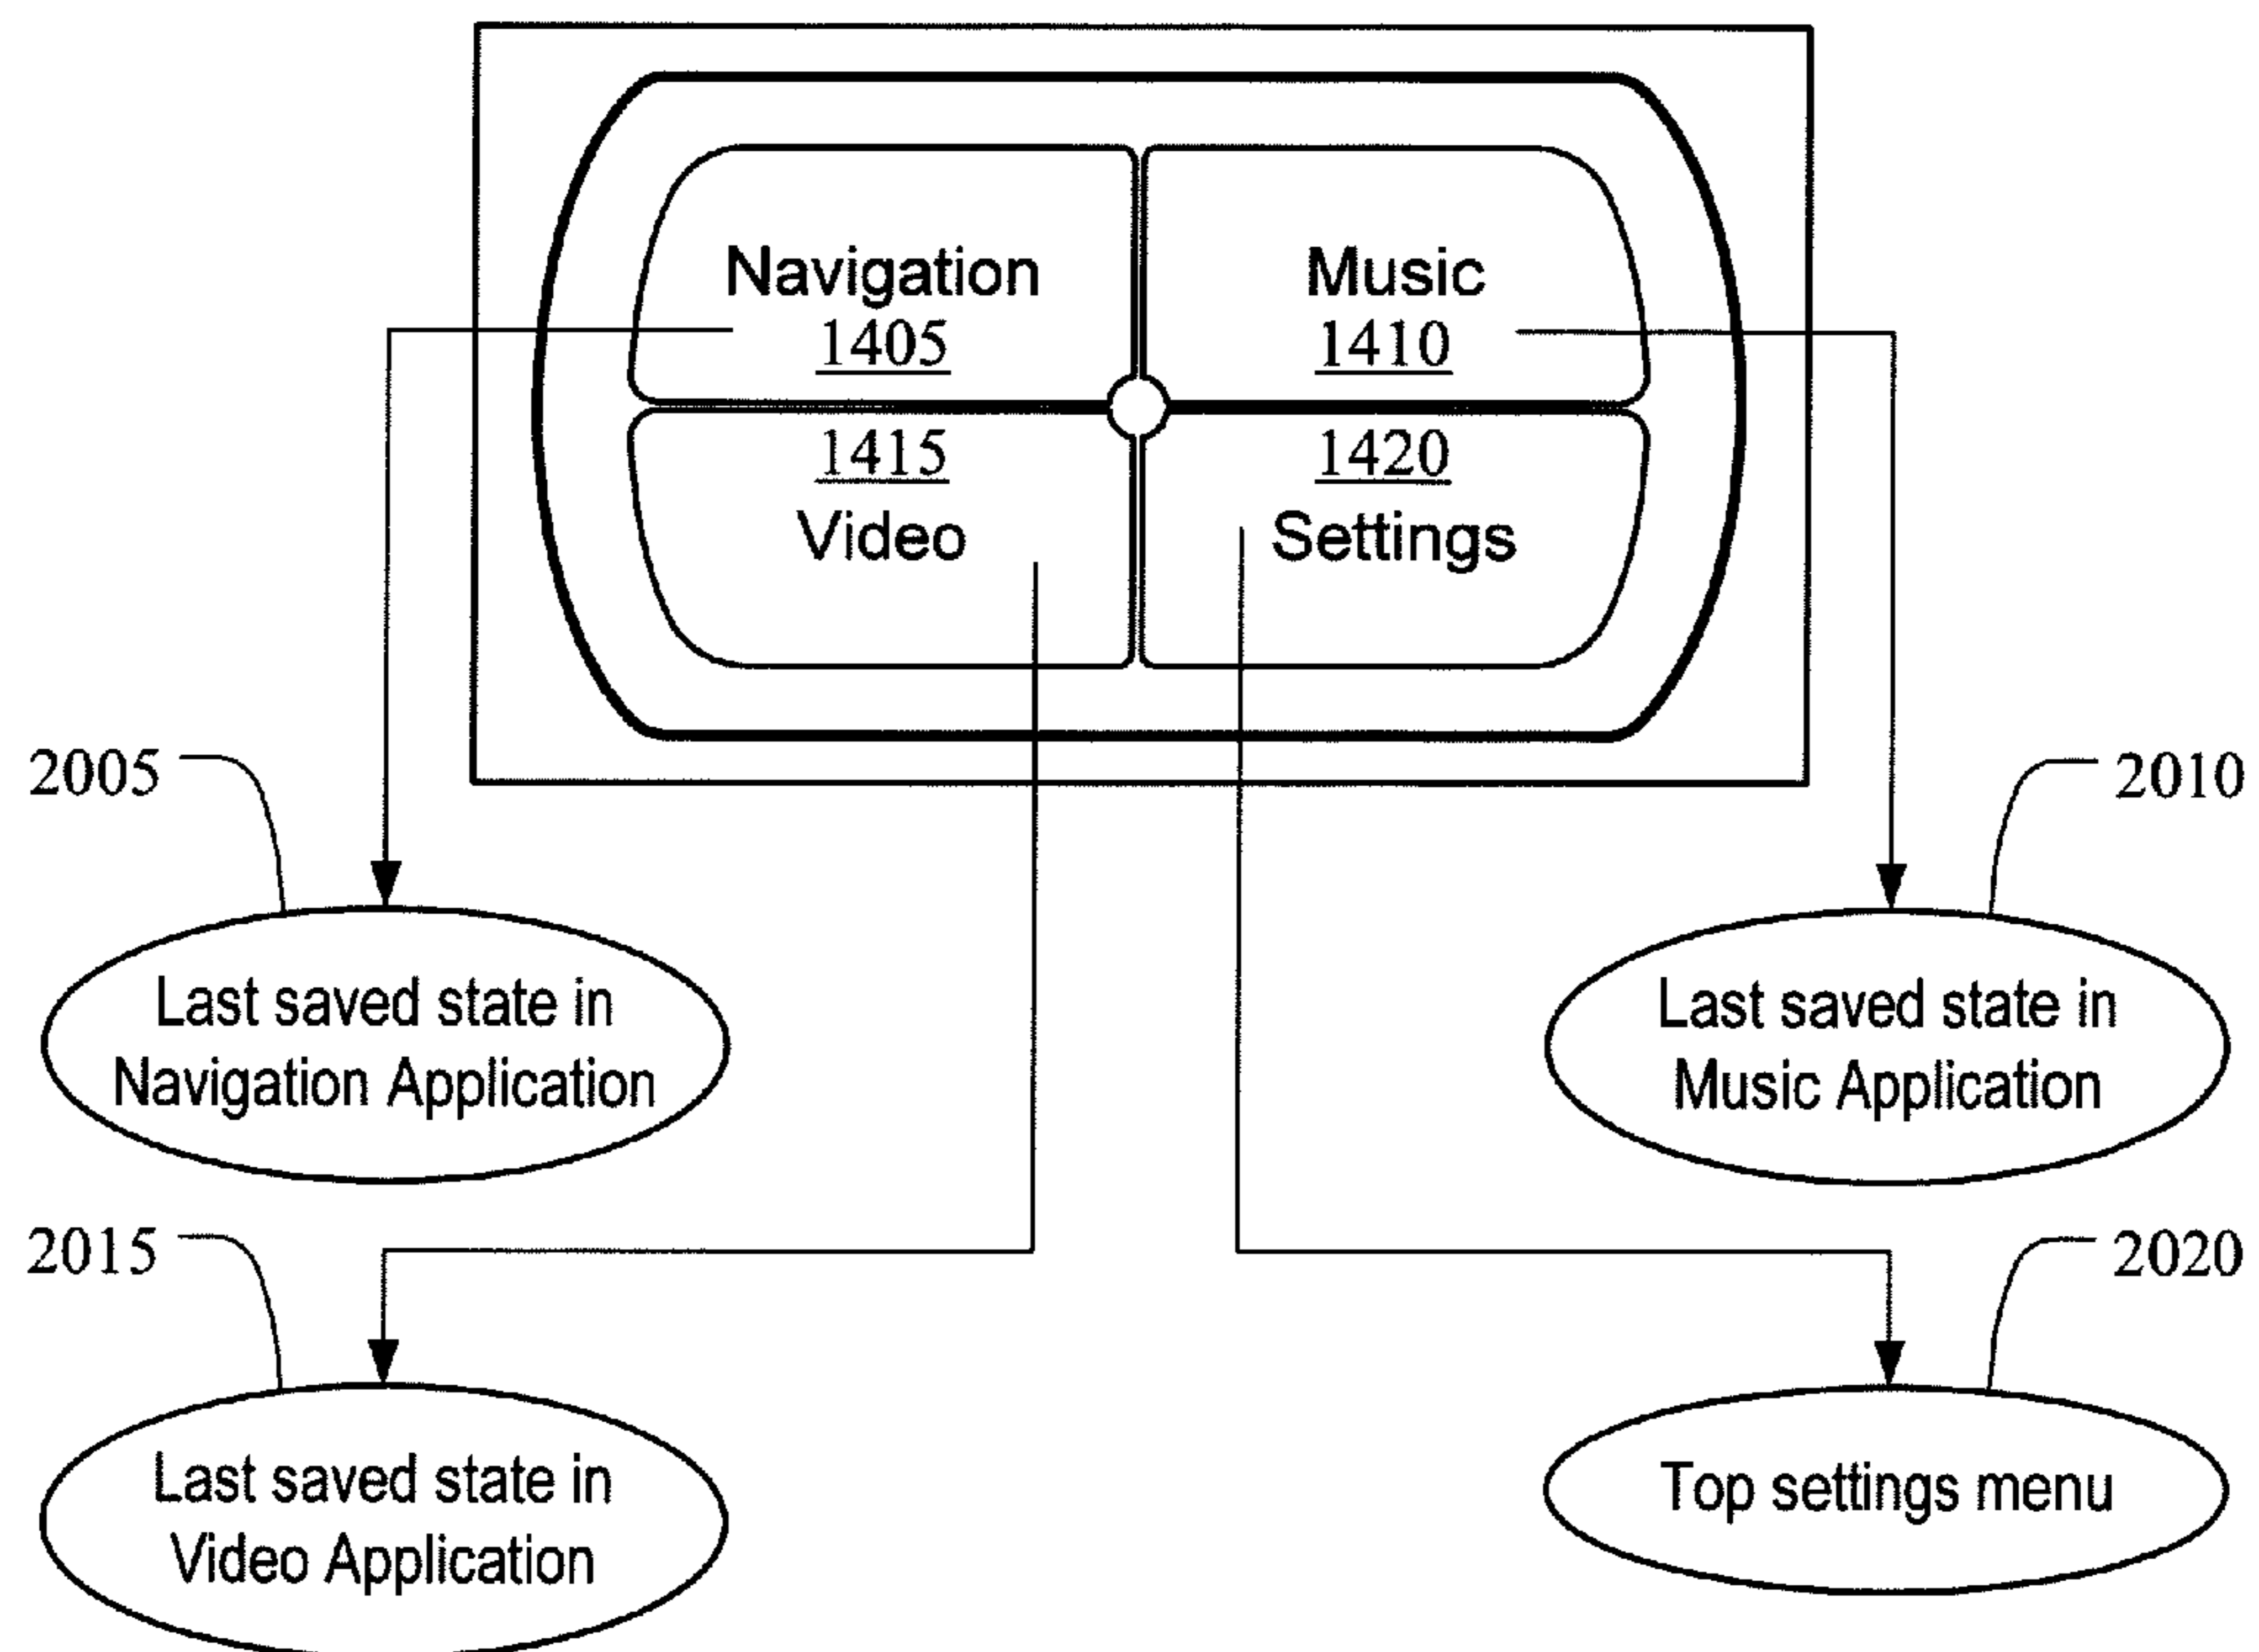 Navigation
1405
Music
1410
1415
Video
1420
Settings
2005
2010
Last saved state in
Navigation Application
Last saved state in
Music Application
2015
2020
Last saved state in
Video Application
Top settings menu